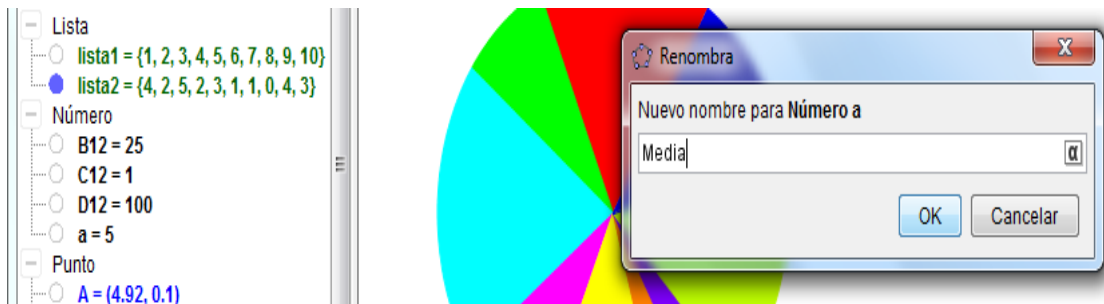 Lista
lista1 = {1, 2, 3, 4, 5, 6, 7, 8, 9, 10}
lista2 = {4, 2, 5, 2, 3, 1, 1, 0, 4, 3}
Número
B12 = 25
C12 = 1
D12 = 100
a = 5
Punto
A = (4.92, 0.1)
Renombra
X
Nuevo nombre para Número a
Media
α
OK
Cancelar